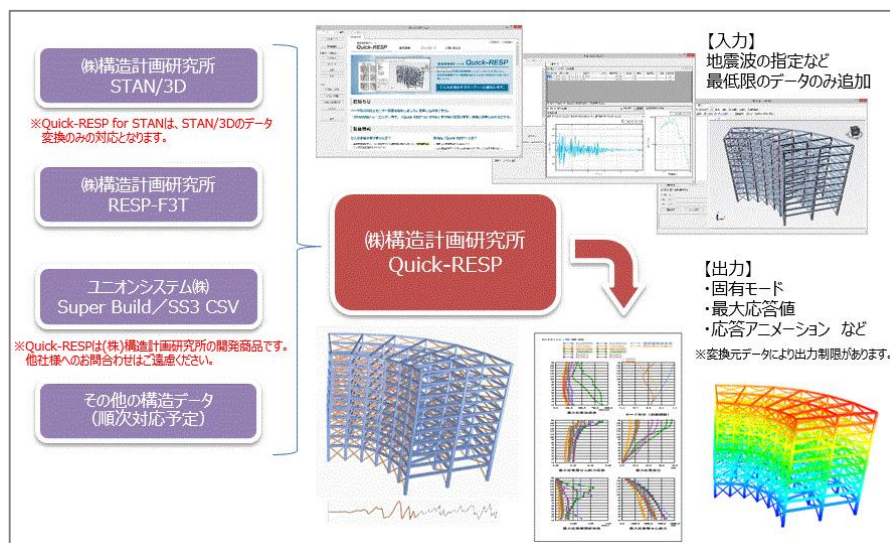 ㈱構造計画研究所
STAN/3D
※Quick-RESP for STANは、STAN/3Dのデータ
変換のみの対応となります。
㈱構造計画研究所
RESP-F3T
ユニオンシステム㈱
Super Build／SS3 CSV
※Quick-RESPは(株)構造計画研究所の開発商品です。
他社様へのお問合わせはご遠慮ください。
その他の構造データ
（順次対応予定）
Quick-RESP
Quick-RESP
㈱構造計画研究所
Quick-RESP
【入力】
地震波の指定など
最低限のデータのみ追加
【出力】
・固有モード
・最大応答値
・応答アニメーション など
※変換元データにより出力制限があります。